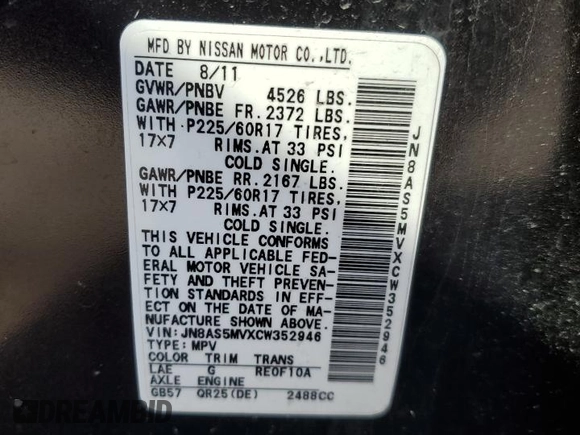 MFD BY NISSAN MOTOR CO.,LTD.
DATE 8/11
GVWR/PNBV 4526 LBS.
GAWR/PNBE FR. 2372 LBS.
WITH P225/60R17 TIRES,
17×7 RIMS.AT 33 PSI
COLD SINGLE.
GAWR/PNBE RR. 2167 LBS.
WITH P225/60R17 TIRES,
17×7 RIMS.AT 33 PSI
COLD SINGLE.
THIS VEHICLE CONFORMS
TO ALL APPLICABLE FED-
ERAL MOTOR VEHICLE SA-
FETY AND THEFT PREVEN-
TION STANDARDS IN EFF-
ECT ON THE DATE OF MA-
NUFACTURE SHOWN ABOVE.
VIN: JN8AS5MVXCW352946
TYPE: MPV
COLOR TRIM TRANS
LAE G RE0F10A
AXLE ENGINE
GB57 QR25(DE) 2488CC
JN8AS5MVXCW352946
DREAMBID